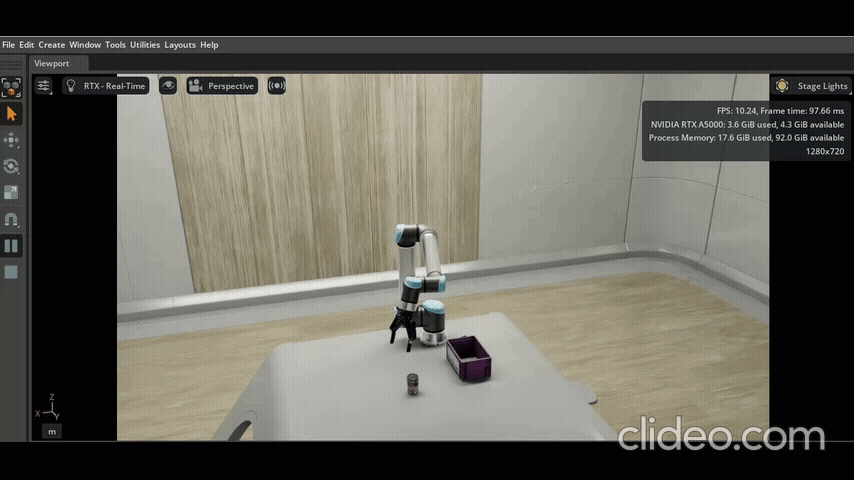 File Edit Create Window Tools Utilities Layouts Help
Viewport
RTX - Real-Time
Perspective
Stage Lights
FPS: 10.24, Frame time: 97.66 ms
NVIDIA RTX A5000: 3.6 GiB used, 4.3 GiB available
Process Memory: 17.6 GiB used, 92.0 GiB available
1280x720
Z
X
Y
m
clideo.com